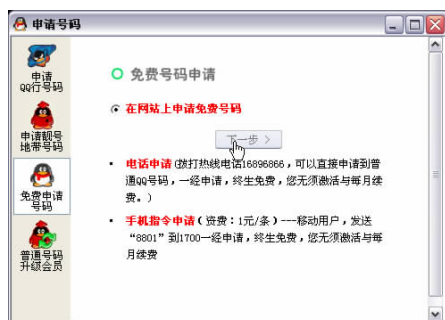 申请号码
申请
QQ行号码
申请靓号
地带号码
免费申请
号码
普通号码
升级会员
免费号码申请
在网站上申请免费号码
下一步 >
电话申请(拨打热线电话16896866，可以直接申请到普
通QQ号码，一经申请，终生免费，您无须激活与每月续
费。)
手机指令申请(资费：1元/条)---移动用户，发送
“8801”到1700一经申请，终生免费，您无须激活与每
月续费